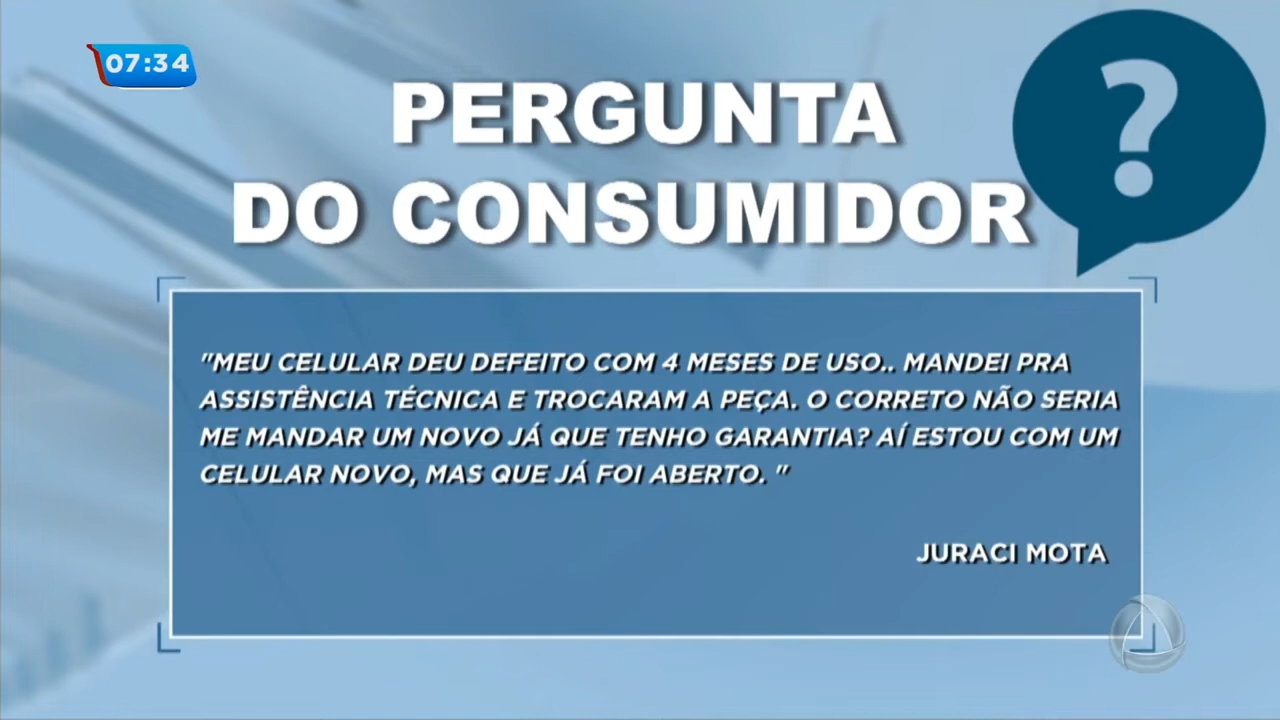 07:34
PERGUNTA
DO CONSUMIDOR
?
"MEU CELULAR DEU DEFEITO COM 4 MESES DE USO.. MANDEI PRA
ASSISTÊNCIA TÉCNICA E TROCARAM A PEÇA. O CORRETO NÃO SERIA
ME MANDAR UM NOVO JÁ QUE TENHO GARANTIA? AÍ ESTOU COM UM
CELULAR NOVO, MAS QUE JÁ FOI ABERTO. "
JURACI MOTA